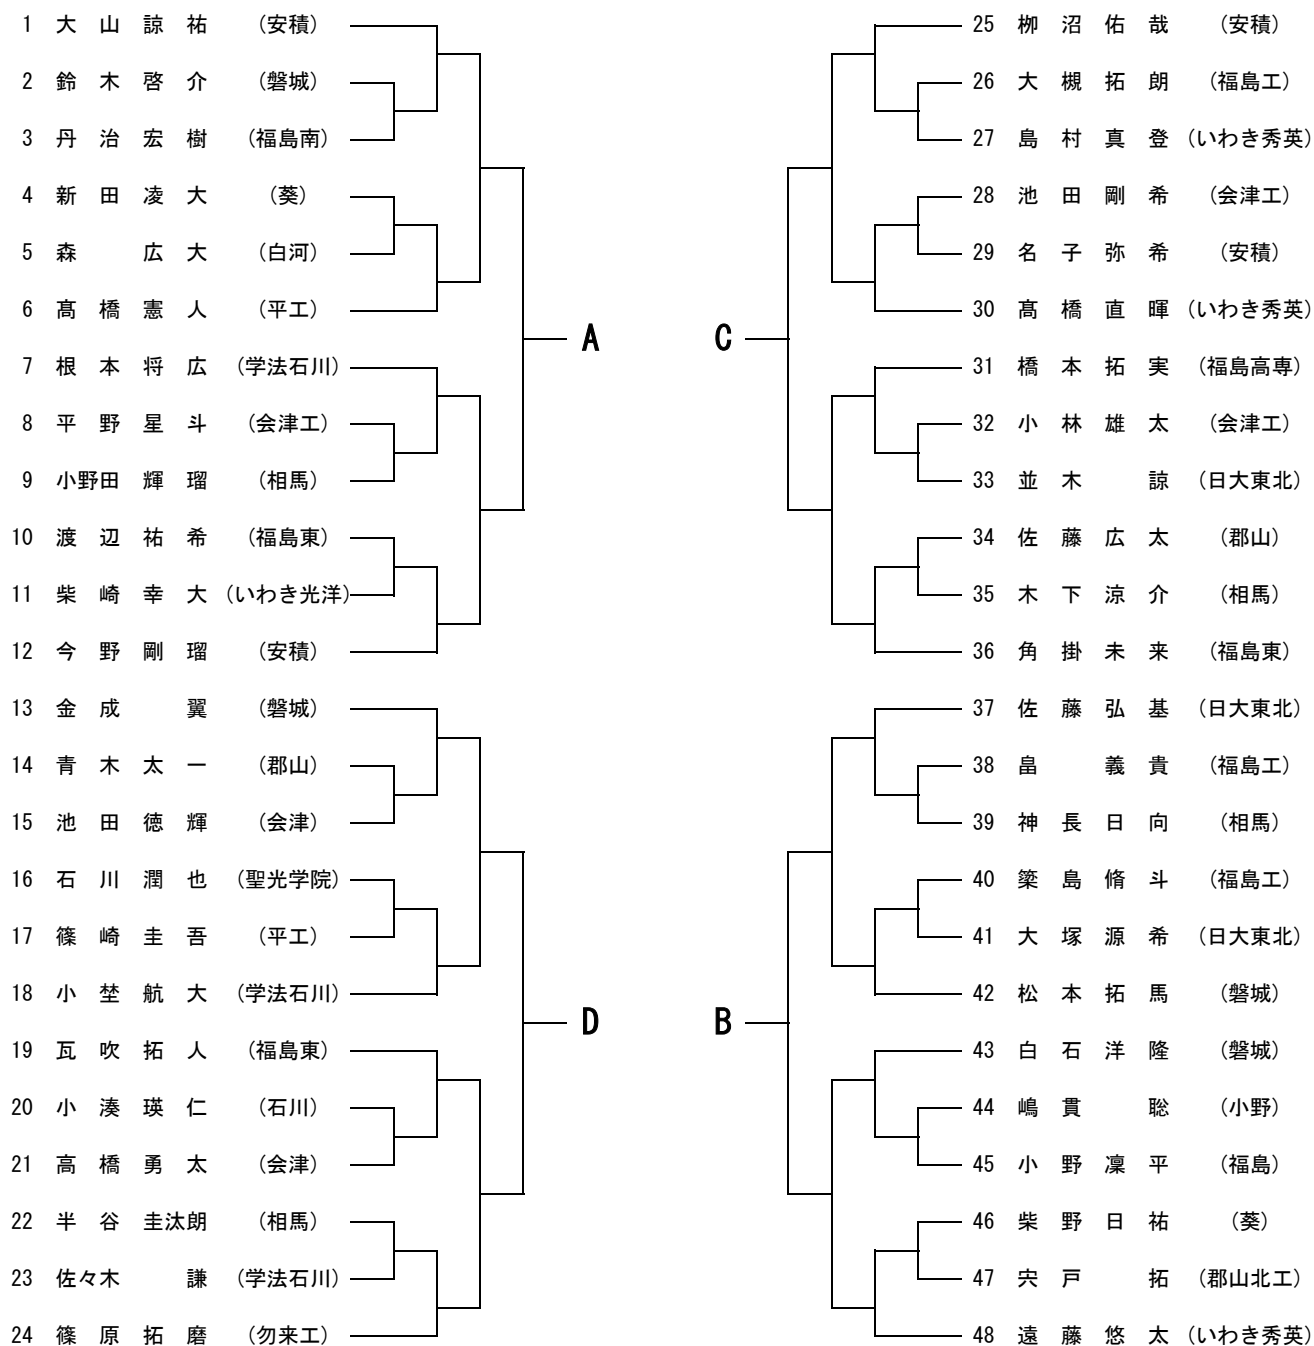 1 大山諒祐 (安積)
2 鈴木啓介 (磐城)
3 丹治宏樹 (福島南)
4 新田凌大 (葵)
5 森広大 (白河)
6 髙橋憲人 (平工)
A
7 根本将広 (学法石川)
8 平野星斗 (会津工)
9 小野田輝瑠 (相馬)
10 渡辺祐希 (福島東)
11 柴崎幸大 (いわき光洋)
12 今野剛瑠 (安積)
13 金成翼 (磐城)
14 青木太一 (郡山)
15 池田徳輝 (会津)
16 石川潤也 (聖光学院)
17 篠崎圭吾 (平工)
18 小埜航大 (学法石川)
D
19 瓦吹拓人 (福島東)
20 小湊瑛仁 (石川)
21 高橋勇太 (会津)
22 半谷圭汰朗 (相馬)
23 佐々木謙 (学法石川)
24 篠原拓磨 (勿来工)
25 栁沼佑哉 (安積)
26 大槻拓朗 (福島工)
27 島村真登 (いわき秀英)
28 池田剛希 (会津工)
29 名子弥希 (安積)
30 髙橋直暉 (いわき秀英)
C
31 橋本拓実 (福島高専)
32 小林雄太 (会津工)
33 並木諒 (日大東北)
34 佐藤広太 (郡山)
35 木下涼介 (相馬)
36 角掛未来 (福島東)
37 佐藤弘基 (日大東北)
38 畠義貴 (福島工)
39 神長日向 (相馬)
40 簗島脩斗 (福島工)
41 大塚源希 (日大東北)
42 松本拓馬 (磐城)
B
43 白石洋隆 (磐城)
44 嶋貫聡 (小野)
45 小野凜平 (福島)
46 柴野日祐 (葵)
47 宍戸拓 (郡山北工)
48 遠藤悠太 (いわき秀英)